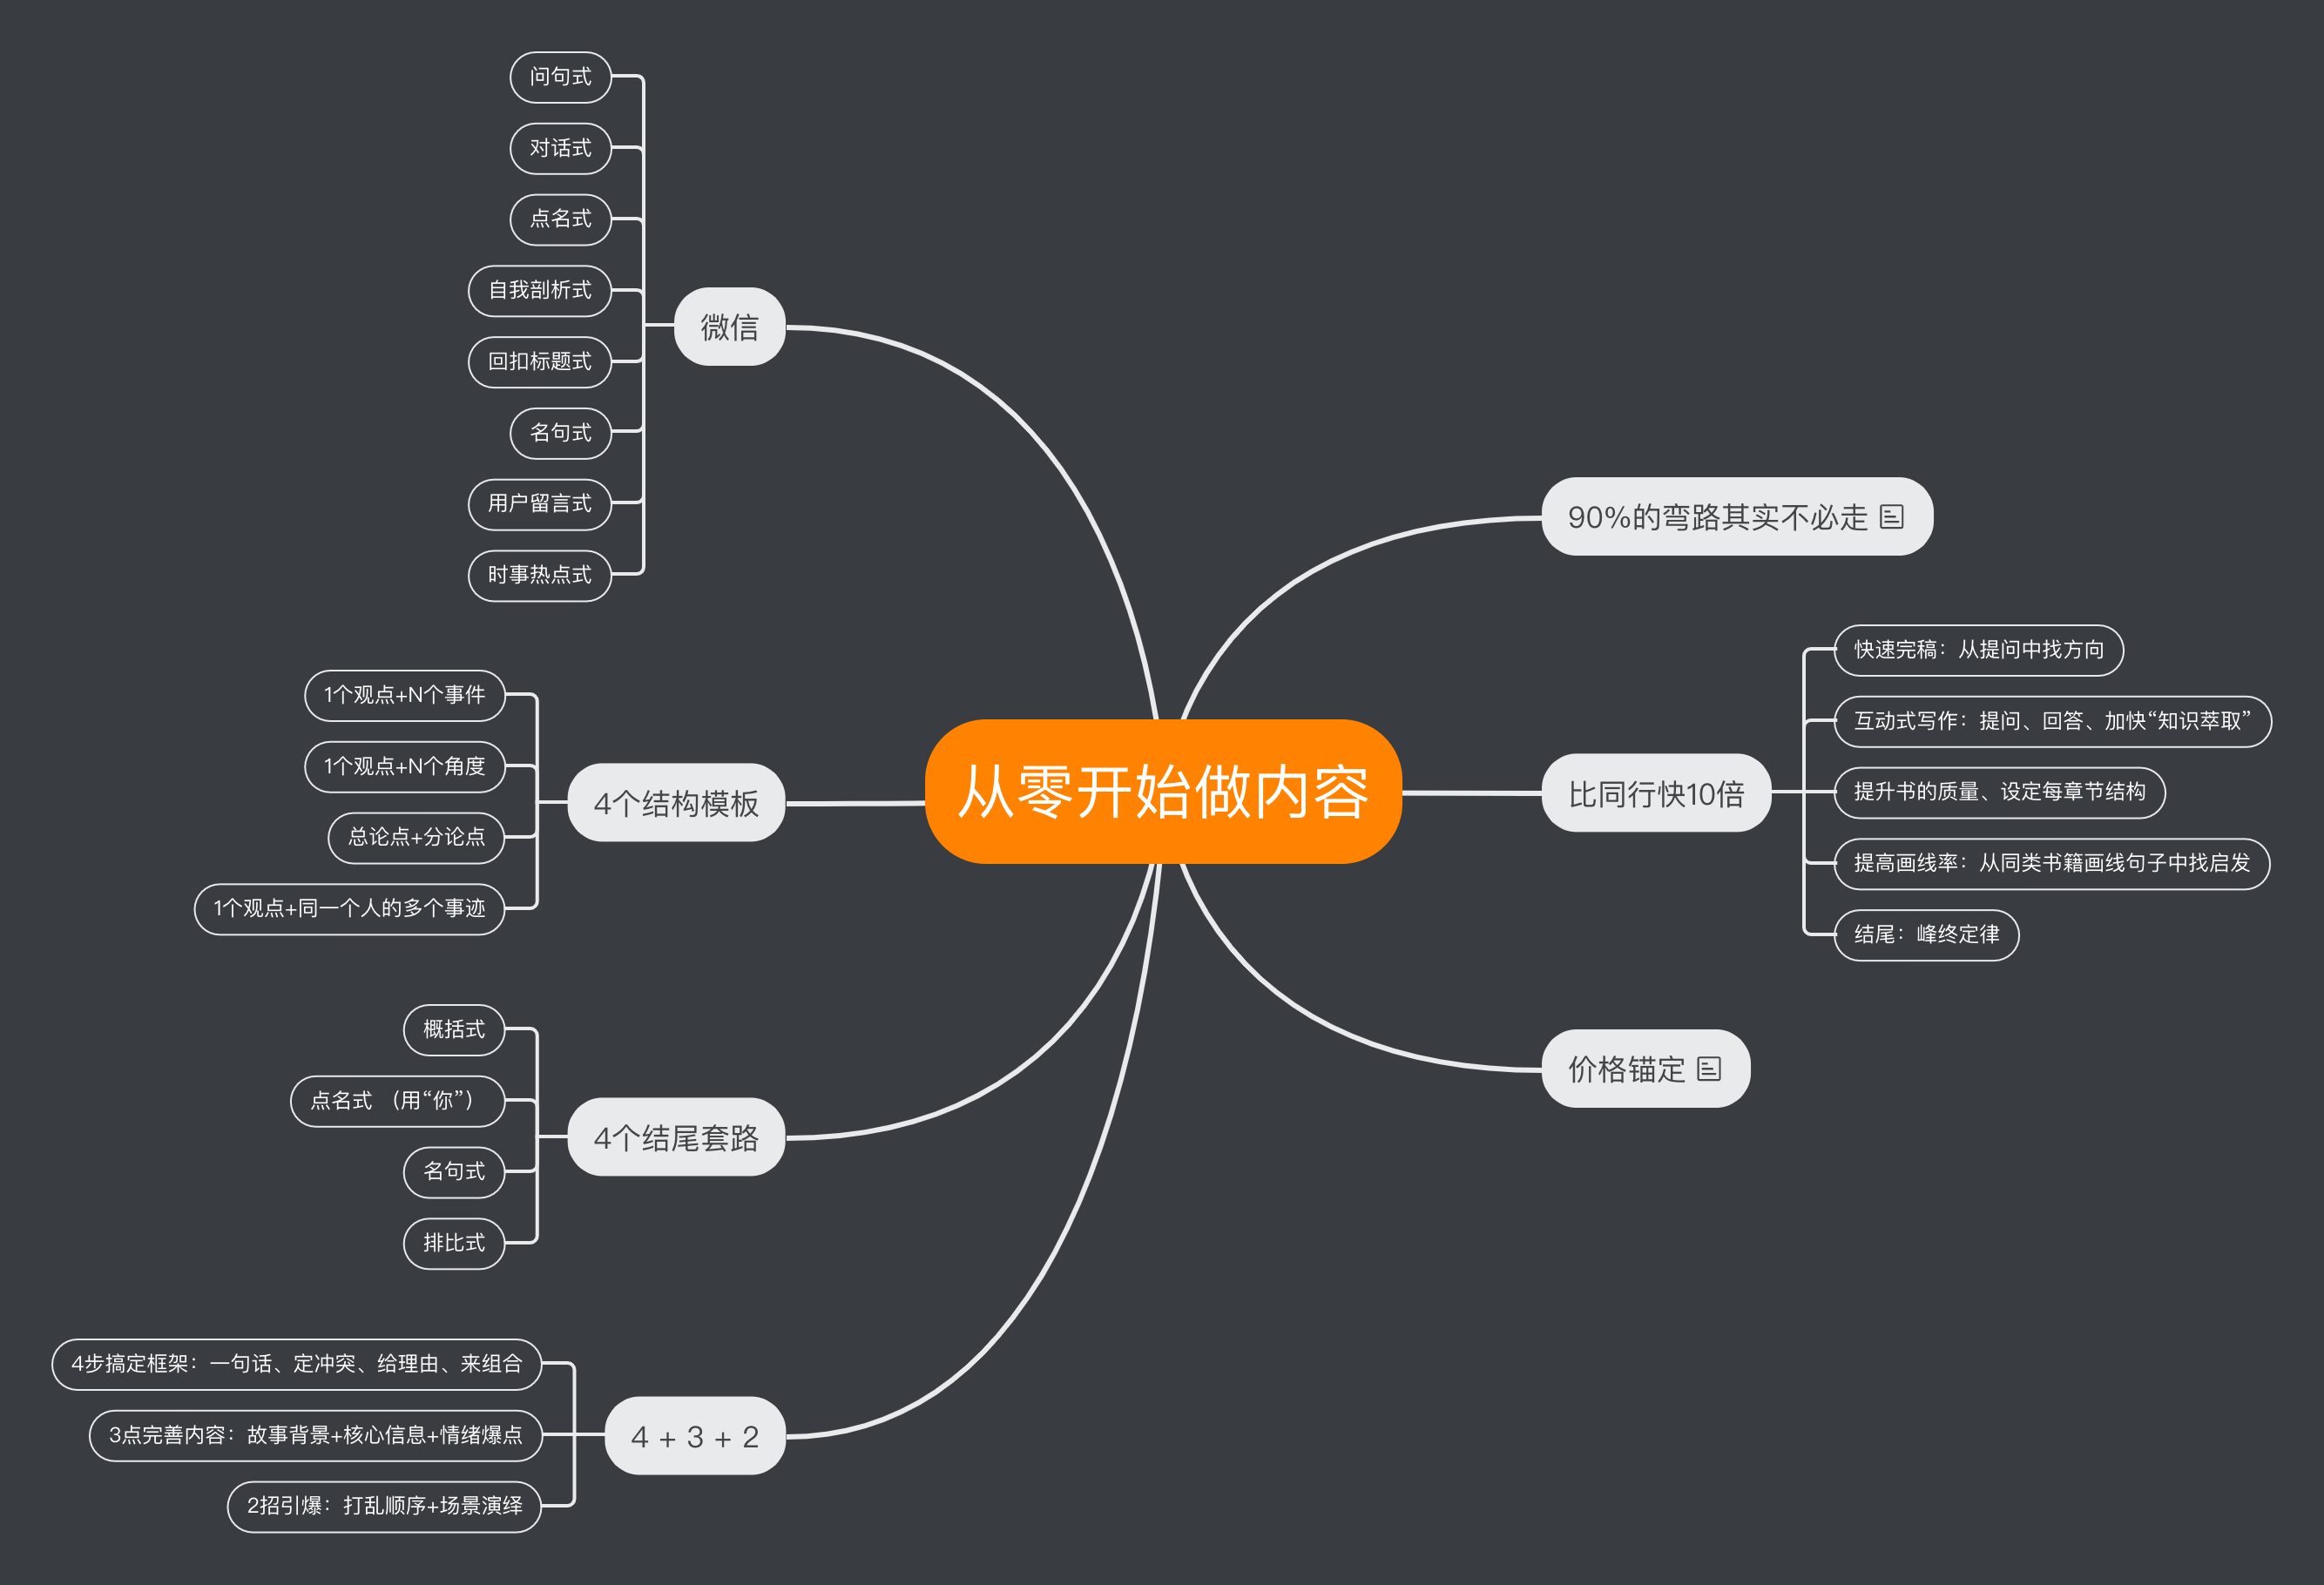 从零开始做内容
90%的弯路其实不必走
比同行快10倍
快速完稿：从提问中找方向
互动式写作：提问、回答、加快“知识萃取”
提升书的质量、设定每章节结构
提高画线率：从同类书籍画线句子中找启发
结尾：峰终定律
价格锚定
微信
问句式
对话式
点名式
自我剖析式
回扣标题式
名句式
用户留言式
时事热点式
4个结构模板
1个观点+N个事件
1个观点+N个角度
总论点+分论点
1个观点+同一个人的多个事迹
4个结尾套路
概括式
点名式 （用“你”）
名句式
排比式
4 + 3 + 2
4步搞定框架：一句话、定冲突、给理由、来组合
3点完善内容：故事背景+核心信息+情绪爆点
2招引爆：打乱顺序+场景演绎